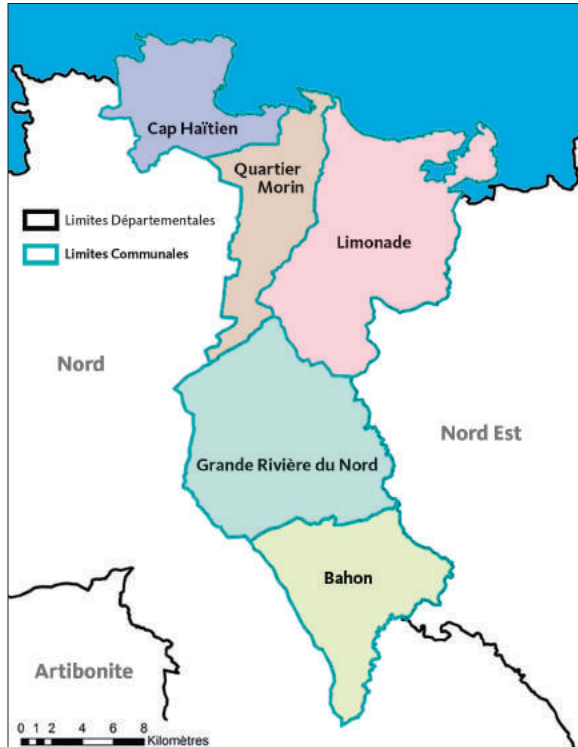 Cap Haïtien
Quartier
Morin
Limites Départementales
Limites Communales
Limonade
Nord
Nord Est
Grande Rivière du Nord
Bahon
Artibonite
0 1 2 4 6 8
Kilomètres